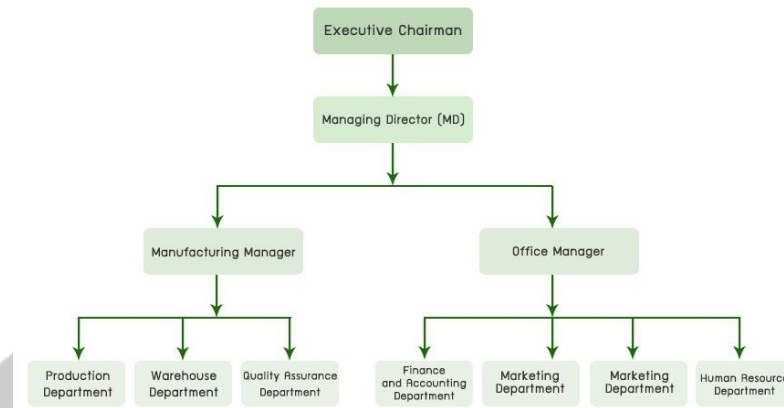 Executive Chairman
Managing Director (MD)
Manufacturing Manager
Office Manager
Production
Department
Warehouse
Department
Quality Assurance
Department
Finance
and Accounting
Department
Marketing
Department
Marketing
Department
Human Resource
Department